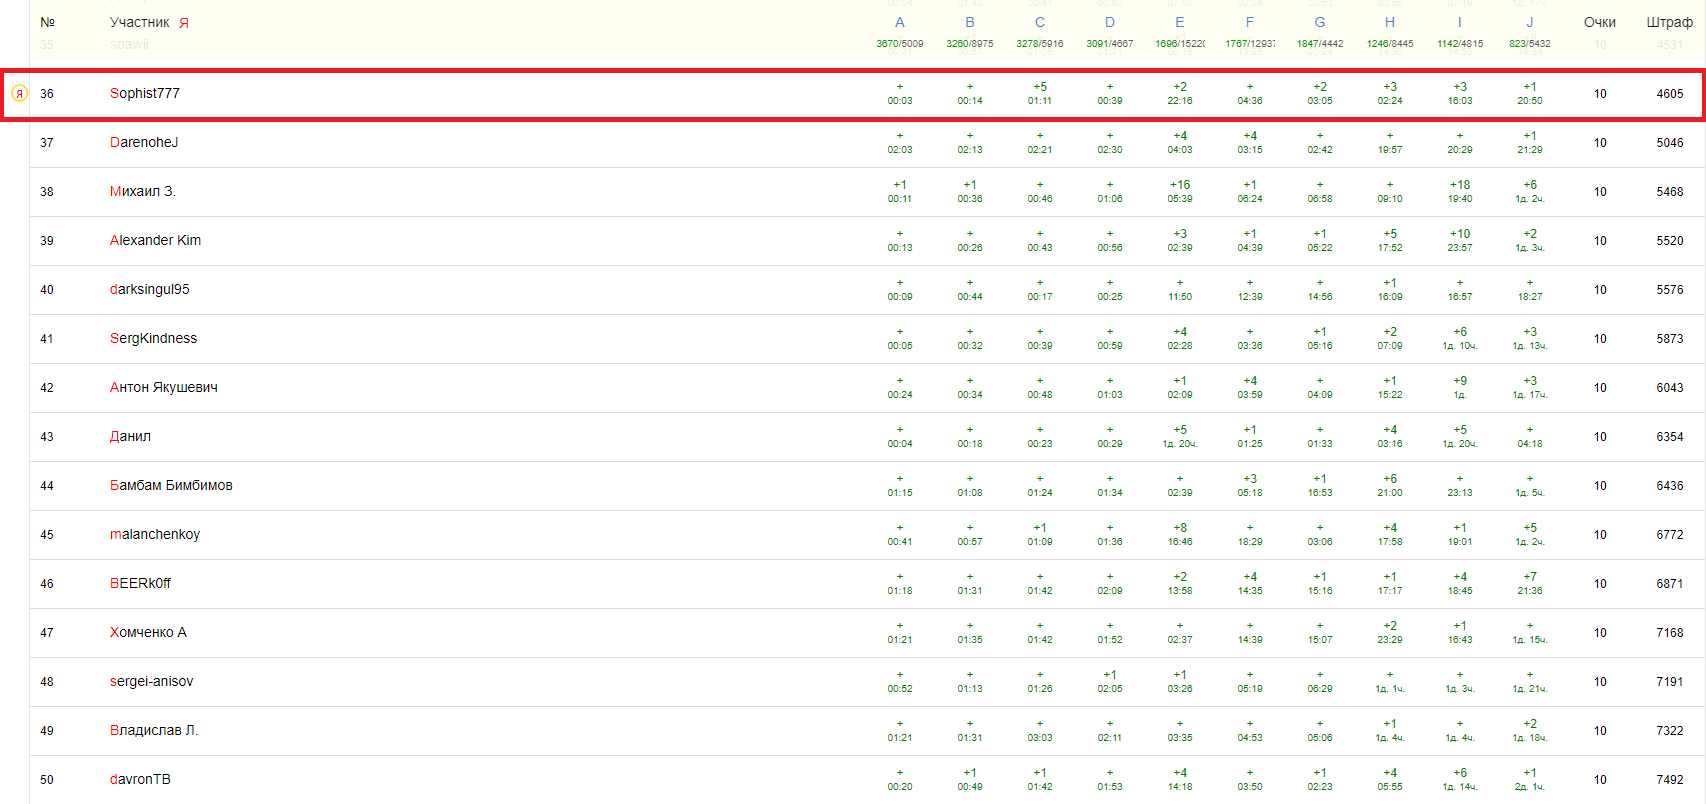 № Участник Я A B C D E F G H I J Очки Штраф
35 soawii 3670/5009 3260/8975 3278/5916 3091/4667 1696/1522 1767/1293 1847/4442 1246/8445 1142/4815 823/5432 10 4531
Я 36 Sophist777 + + +5 + +2 + +2 +3 +3 +1 10 4605
00:03 00:14 01:11 00:39 22:16 04:36 03:05 02:24 16:03 20:50
37 DarenoheJ + + + + +4 +4 + + + +1 10 5046
02:03 02:13 02:21 02:30 04:03 03:15 02:42 19:57 20:29 21:29
38 Михаил З. +1 +1 + + +16 +1 + + +18 +6 10 5468
00:11 00:36 00:46 01:06 05:39 06:24 06:58 09:10 19:40 1д. 2ч.
39 Alexander Kim + + + + +3 +1 +1 +5 +10 +2 10 5520
00:13 00:26 00:43 00:56 02:39 04:39 05:22 17:52 23:57 1д. 3ч.
40 darksingul95 + + + + + + + +1 + + 10 5576
00:09 00:44 00:17 00:25 11:50 12:39 14:56 16:09 16:57 18:27
41 SergKindness + + + + +4 + +1 +2 +6 +3 10 5873
00:05 00:32 00:39 00:59 02:28 03:36 05:16 07:09 1д. 10ч. 1д. 13ч.
42 Антон Якушевич + + + + +1 +4 + +1 +9 +3 10 6043
00:24 00:34 00:48 01:03 02:09 03:59 04:09 15:22 1д. 1д. 17ч.
43 Данил + + + + +5 +1 + +4 +5 + 10 6354
00:04 00:18 00:23 00:29 1д. 20ч. 01:25 01:33 03:16 1д. 20ч. 04:18
44 Бамбам Бимбимов + + + + + +3 +1 +6 + + 10 6436
01:15 01:08 01:24 01:34 02:39 05:18 16:53 21:00 23:13 1д. 5ч.
45 malanchenkoy + + +1 + +8 + + +4 +1 +5 10 6772
00:41 00:57 01:09 01:36 16:46 18:29 03:06 17:58 19:01 1д. 2ч.
46 BEERk0ff + + + + +2 +4 +1 +1 +4 +7 10 6871
01:18 01:31 01:42 02:09 13:58 14:35 15:16 17:17 18:45 21:36
47 Хомченко А + + + + + + + +2 +1 + 10 7168
01:21 01:35 01:42 01:52 02:37 14:39 15:07 23:29 16:43 1д. 15ч.
48 sergei-anisov + + + +1 +1 + + + + + 10 7191
00:52 01:13 01:26 02:05 03:26 05:19 06:29 1д. 1ч. 1д. 3ч. 1д. 21ч.
49 Владислав Л. + + + + + + + +1 + +2 10 7322
01:21 01:31 03:03 02:11 03:35 04:53 05:06 1д. 4ч. 1д. 4ч. 1д. 18ч.
50 davronTB + +1 +1 + +4 + +1 +4 +6 +1 10 7492
00:20 00:49 01:42 01:53 14:18 03:50 02:23 05:55 1д. 14ч. 2д. 1ч.